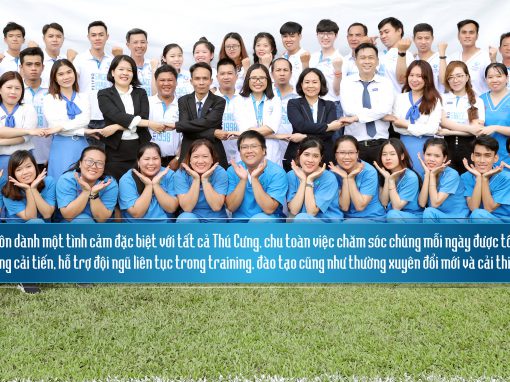 ôn dành một tình cảm đặc biệt với tất cả Thú Cưng, chu toàn việc chăm sóc chúng mỗi ngày được tố
ng cải tiến, hỗ trợ đội ngũ liên tục trong training, đào tạo cũng như thường xuyên đổi mới và cải thi